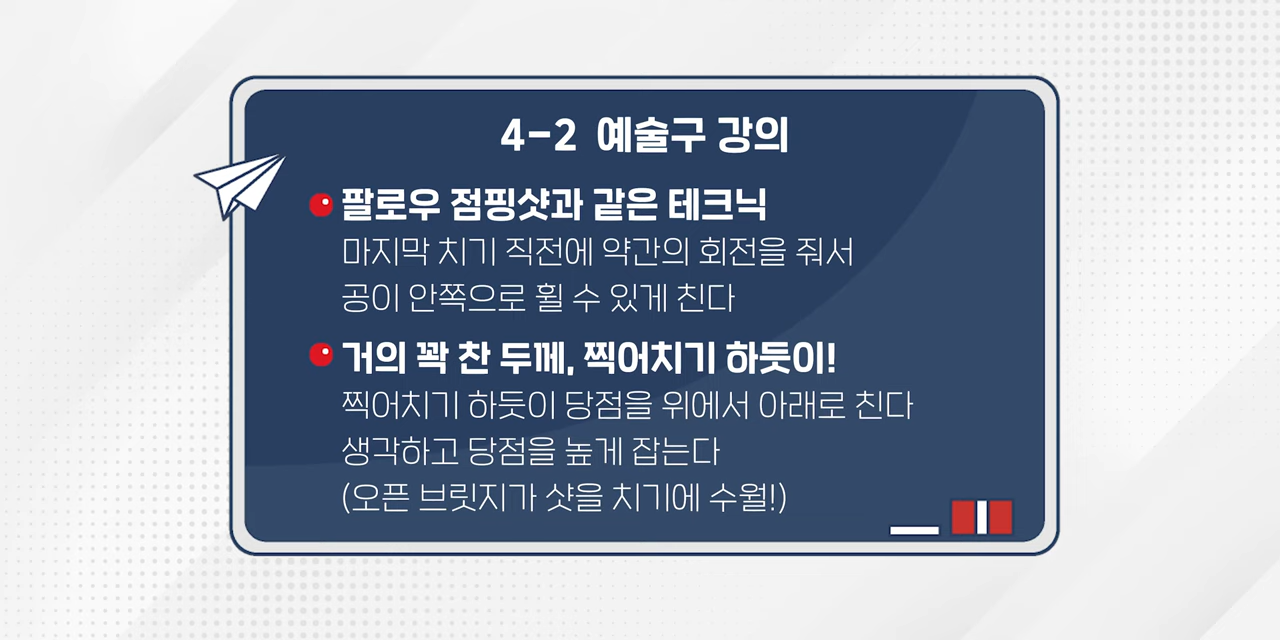 4-2 예술구 강의
팔로우 점핑샷과 같은 테크닉
마지막 치기 직전에 약간의 회전을 줘서
공이 안쪽으로 휠 수 있게 친다
거의 꽉 찬 두께, 찍어치기 하듯이!
찍어치기 하듯이 당점을 위에서 아래로 친다
생각하고 당점을 높게 잡는다
(오픈 브릿지가 샷을 치기에 수월!)